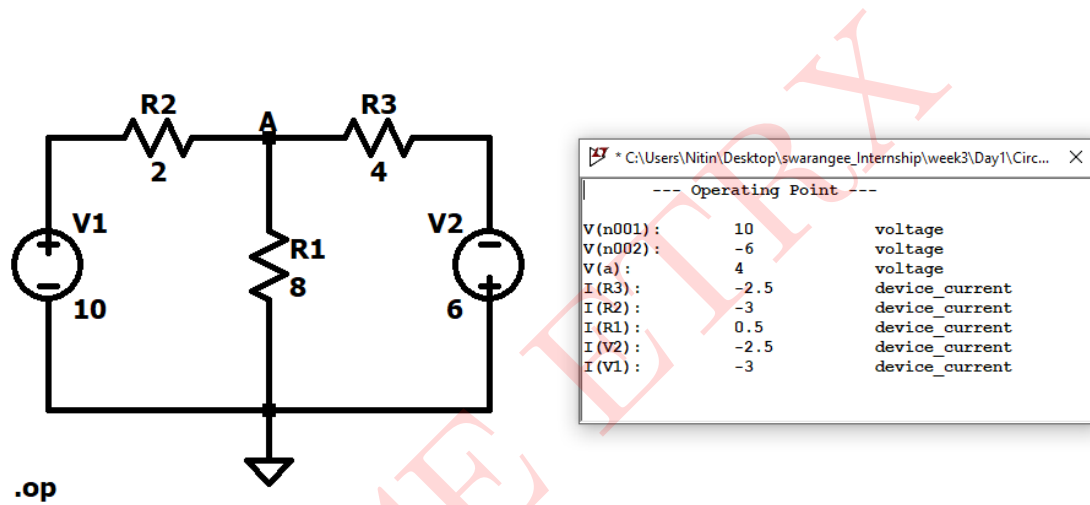 R2
A
R3
2
4
V1
V2
R1
8
10
6
.op
* C:\Users\Nitin\Desktop\swarangee_Internship\week3\Day1\Circ...
--- Operating Point ---
V(n001): 10 voltage
V(n002): -6 voltage
V(a): 4 voltage
I(R3): -2.5 device_current
I(R2): -3 device_current
I(R1): 0.5 device_current
I(V2): -2.5 device_current
I(V1): -3 device_current